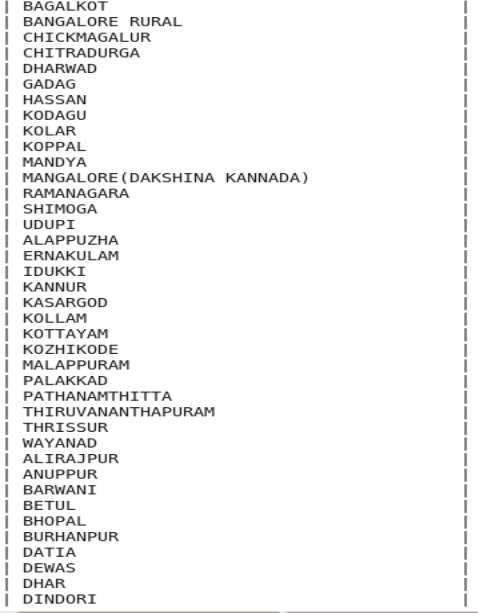 | BAGALKOT |
| BANGALORE RURAL |
| CHICKMAGALUR |
| CHITRADURGA |
| DHARWAD |
| GADAG |
| HASSAN |
| KODAGU |
| KOLAR |
| KOPPAL |
| MANDYA |
| MANGALORE(DAKSHINA KANNADA) |
| RAMANAGARA |
| SHIMOGA |
| UDUPI |
| ALAPPUZHA |
| ERNAKULAM |
| IDUKKI |
| KANNUR |
| KASARGOD |
| KOLLAM |
| KOTTAYAM |
| KOZHIKODE |
| MALAPPURAM |
| PALAKKAD |
| PATHANAMTHITTA |
| THIRUVANANTHAPURAM |
| THRISSUR |
| WAYANAD |
| ALIRAJPUR |
| ANUPPUR |
| BARWANI |
| BETUL |
| BHOPAL |
| BURHANPUR |
| DATIA |
| DEWAS |
| DHAR |
| DINDORI |